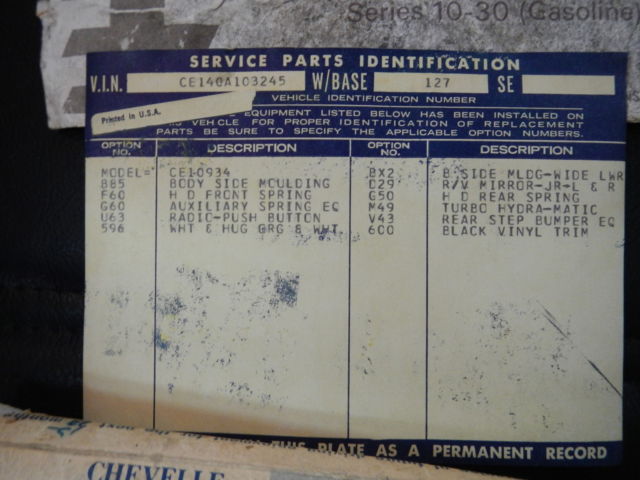 Series 10-30 (Gasoline
SERVICE PARTS IDENTIFICATION
V.I.N. CE140A103245 W/BASE 127 SE
VEHICLE IDENTIFICATION NUMBER
Printed in U.S.A.
EQUIPMENT LISTED BELOW HAS BEEN INSTALLED ON
VEHICLE FOR PROPER IDENTIFICATION OF REPLACEMENT
PARTS BE SURE TO SPECIFY THE APPLICABLE OPTION NUMBERS.
OPTION NO. DESCRIPTION OPTION NO. DESCRIPTION
MODEL= CE10934 BX2 B SIDE MLDG-WIDE LWR
B85 BODY SIDE MOULDING D29 R/V MIRROR-JR-L & R
F60 H D FRONT SPRING G50 H D REAR SPRING
G60 AUXILIARY SPRING EQ M49 TURBO HYDRA-MATIC
U63 RADIO-PUSH BUTTON V43 REAR STEP BUMPER EQ
596 WHT & HUG ORG & WHT 600 BLACK VINYL TRIM
THIS PLATE AS A PERMANENT RECORD
CHEVELLE